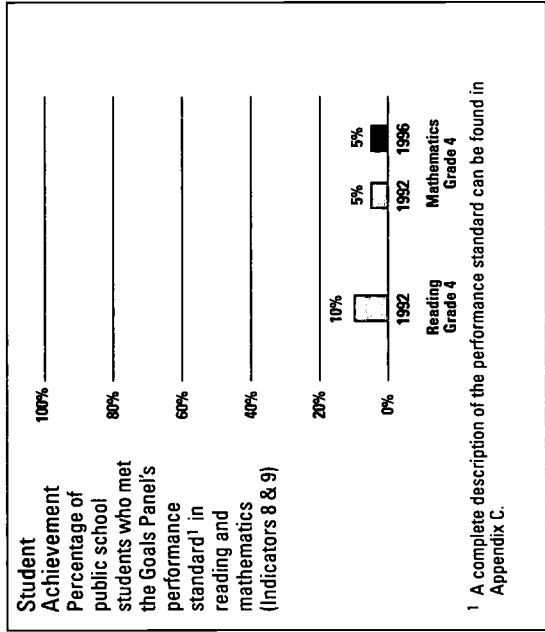 Student
Achievement
Percentage of
public school
students who met
the Goals Panel's
performance
standard¹ in
reading and
mathematics
(Indicators 8 & 9)
100%
80%
60%
40%
20%
0%
10%
5%
5%
1992
1992
1996
Reading
Grade 4
Mathematics
Grade 4
¹ A complete description of the performance standard can be found in
Appendix C.